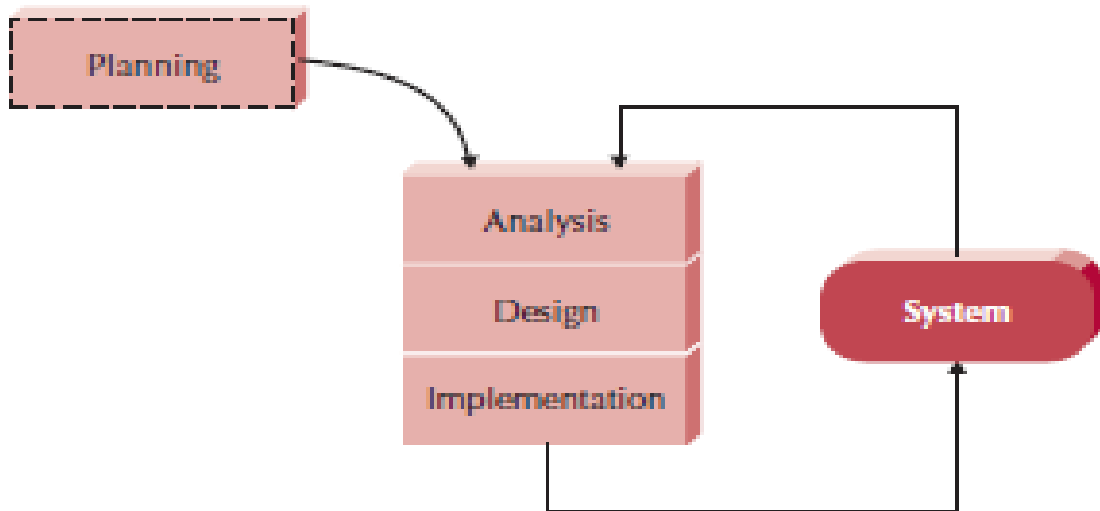 Planning
Analysis
Design
Implementation
System